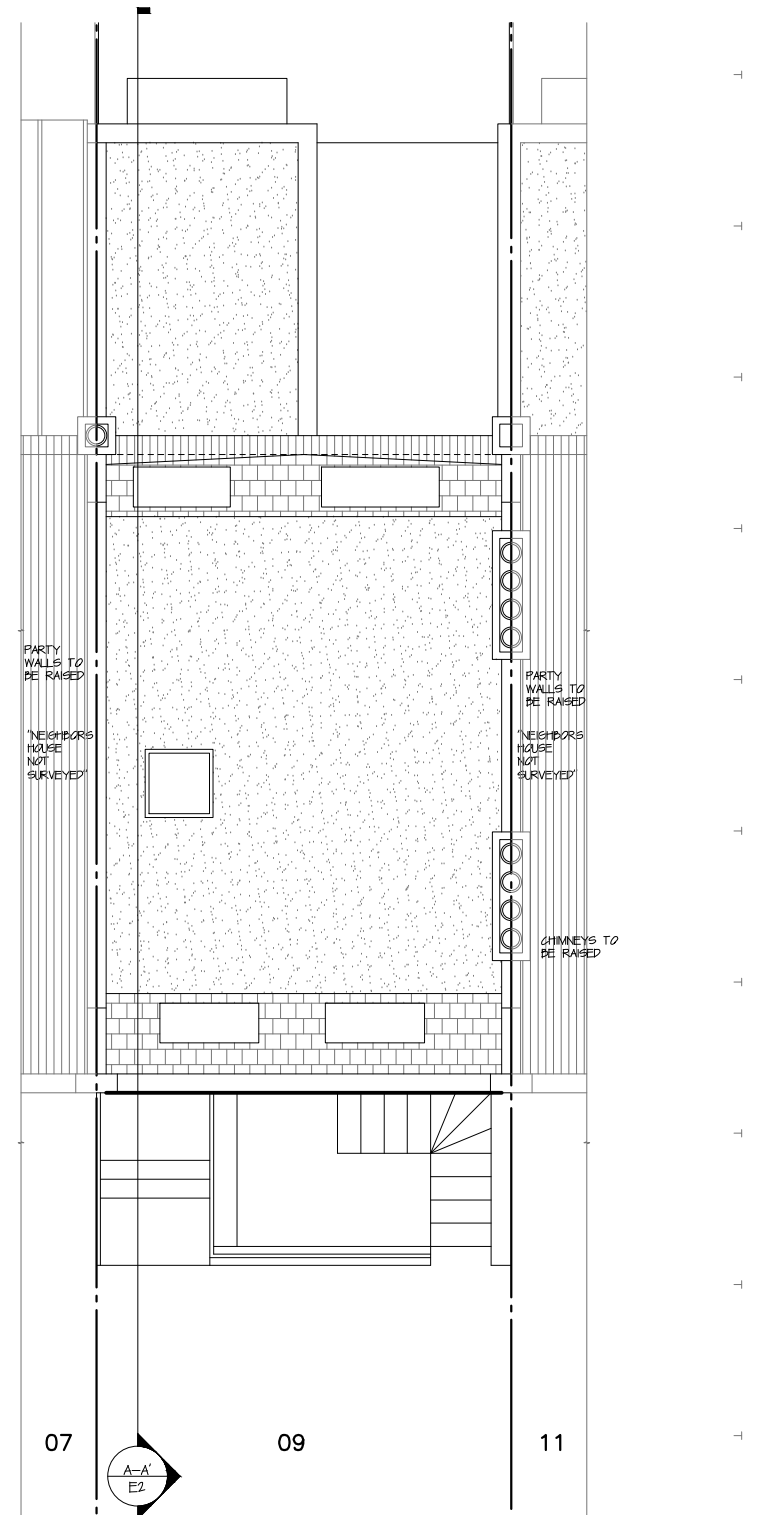 PARTY
WALLS TO
BE RAISED
"NEIGHBORS
HOUSE
NOT
SURVEYED"
PARTY
WALLS TO
BE RAISED
"NEIGHBORS
HOUSE
NOT
SURVEYED"
CHIMNEYS TO
BE RAISED
07
09
11
A-A'
E2